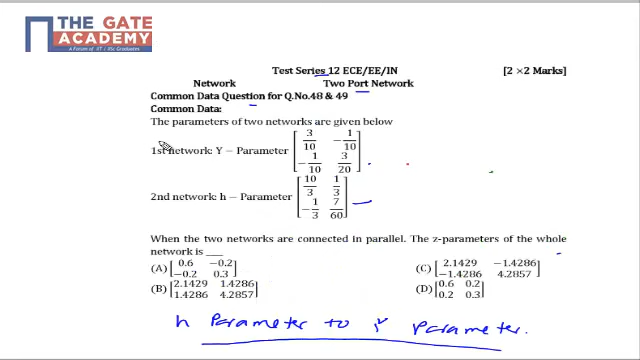 THE GATE
ACADEMY
A Forum of IIT / IISC Graduates
Test Series 12 ECE/EE/IN [2 ×2 Marks]
Network Two Port Network
Common Data Question for Q.No.48 & 49
Common Data:
The parameters of two networks are given below
1st network: Y − Parameter [3/10 −1/10; −1/10 3/20]
2nd network: h − Parameter [10/3 1/3; −1/3 7/60]
When the two networks are connected in parallel. The z-parameters of the whole
network is ___
(A) [0.6 −0.2; −0.2 0.3] (C) [2.1429 −1.4286; −1.4286 4.2857]
(B) [2.1429 1.4286; 1.4286 4.2857] (D) [0.6 0.2; 0.2 0.3]
h Parameter to Y Parameter.